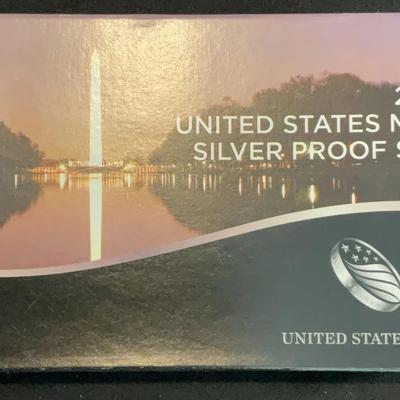 2
UNITED STATES M
SILVER PROOF S
UNITED STATE